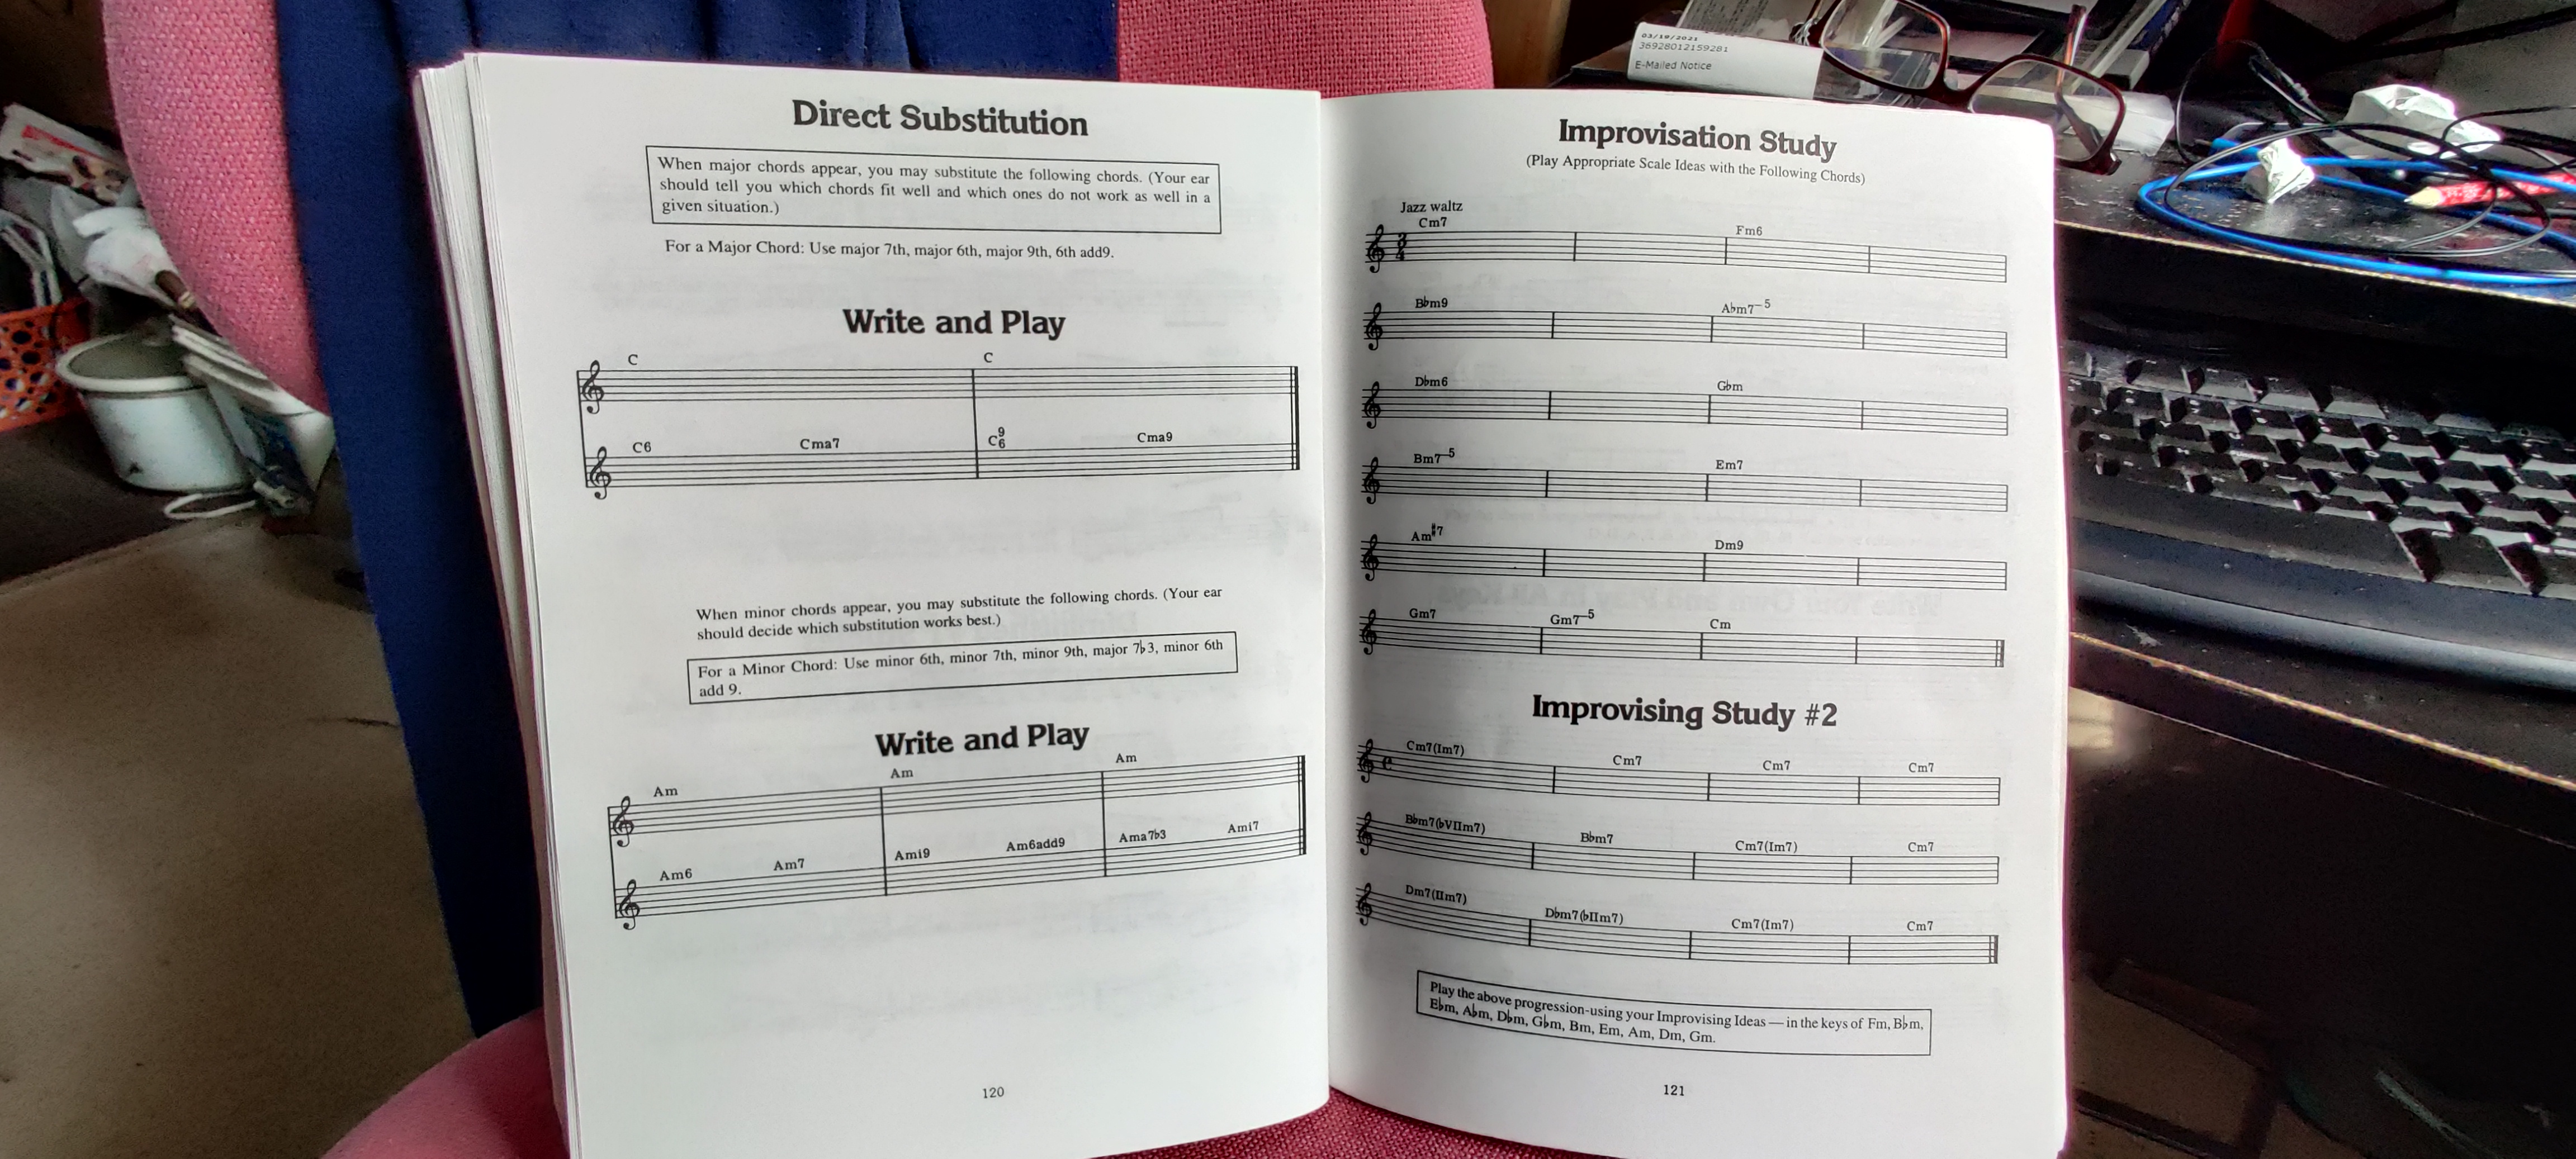 03/10/2021
36928012159281
E-Mailed Notice
Direct Substitution
When major chords appear, you may substitute the following chords. (Your ear
should tell you which chords fit well and which ones do not work as well in a
given situation.)
For a Major Chord: Use major 7th, major 6th, major 9th, 6th add9.
Write and Play
C C
C6 Cma7 C6 9 Cma9
When minor chords appear, you may substitute the following chords. (Your ear
should decide which substitution works best.)
For a Minor Chord: Use minor 6th, minor 7th, minor 9th, major 7♭3, minor 6th
add 9.
Write and Play
Am Am Am
Am6 Am7 Ami9 Am6add9 Ama7♭3 Ami7
120
Improvisation Study
(Play Appropriate Scale Ideas with the Following Chords)
Jazz waltz
Cm7 Fm6
3
4
B♭m9 A♭m7-5
D♭m6 G♭m
Bm7-5 Em7
Am♯7 Dm9
Gm7 Gm7-5 Cm
Improvising Study #2
Cm7(Im7) Cm7 Cm7 Cm7
B♭m7(♭VIIm7) B♭m7 Cm7(Im7) Cm7
Dm7(IIm7) D♭m7(♭IIm7) Cm7(Im7) Cm7
Play the above progression-using your Improvising Ideas — in the keys of Fm, B♭m,
E♭m, A♭m, D♭m, G♭m, Bm, Em, Am, Dm, Gm.
121